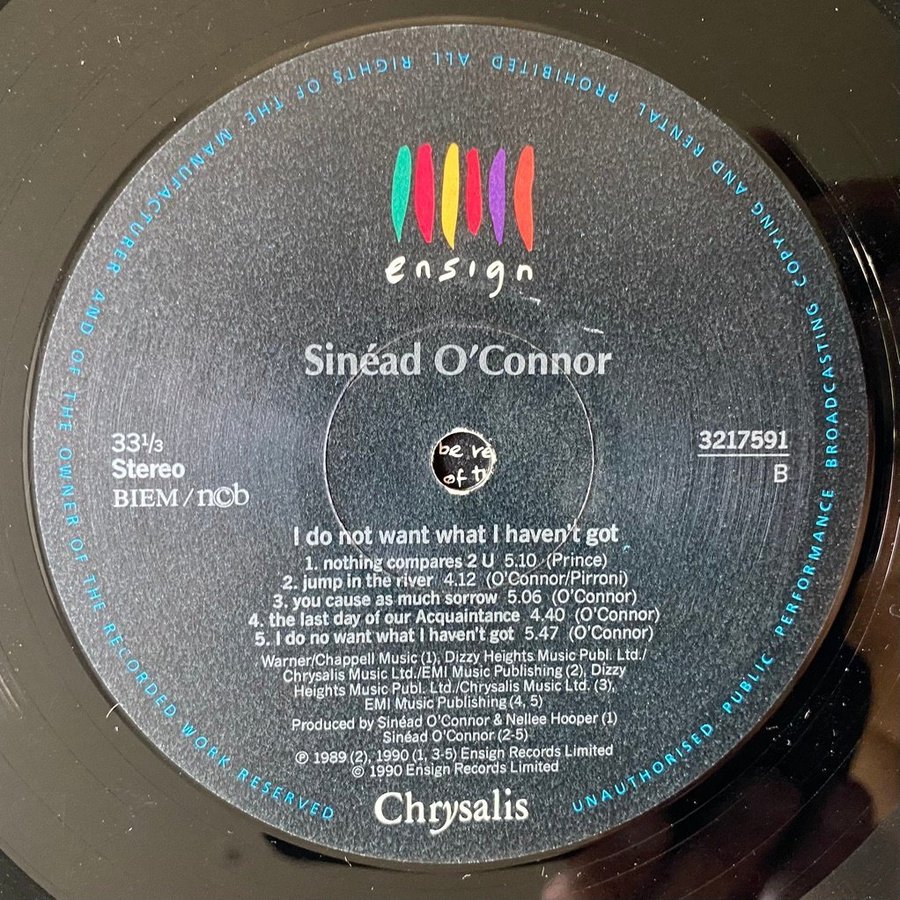 ensign
Sinéad O'Connor
33 1/3
Stereo
BIEM / n©b
3217591
B
be re
of t
I do not want what I haven't got
1. nothing compares 2 U 5.10 (Prince)
2. jump in the river 4.12 (O'Connor/Pirroni)
3. you cause as much sorrow 5.06 (O'Connor)
4. the last day of our Acquaintance 4.40 (O'Connor)
5. I do no want what I haven't got 5.47 (O'Connor)
Warner/Chappell Music (1), Dizzy Heights Music Publ. Ltd./
Chrysalis Music Ltd./EMI Music Publishing (2), Dizzy
Heights Music Publ. Ltd./Chrysalis Music Ltd. (3),
EMI Music Publishing (4, 5)
Produced by Sinéad O'Connor & Nellee Hooper (1)
Sinéad O'Connor (2-5)
℗ 1989 (2), 1990 (1, 3-5) Ensign Records Limited
© 1990 Ensign Records Limited
Chrysalis
ALL RIGHTS OF THE MANUFACTURER AND OF THE OWNER OF THE RECORDED WORK RESERVED
UNAUTHORISED PUBLIC PERFORMANCE BROADCASTING COPYING AND RENTAL PROHIBITED